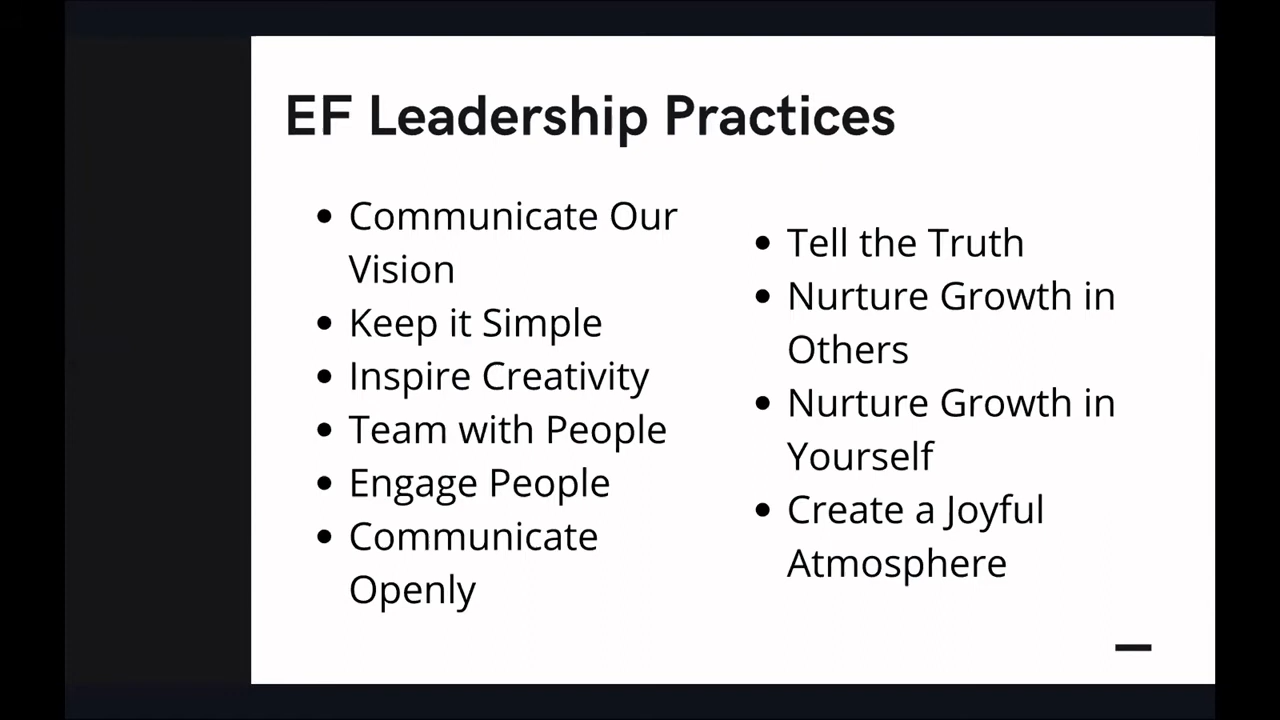 EF Leadership Practices
• Communicate Our
Vision
• Keep it Simple
• Inspire Creativity
• Team with People
• Engage People
• Communicate
Openly
• Tell the Truth
• Nurture Growth in
Others
• Nurture Growth in
Yourself
• Create a Joyful
Atmosphere